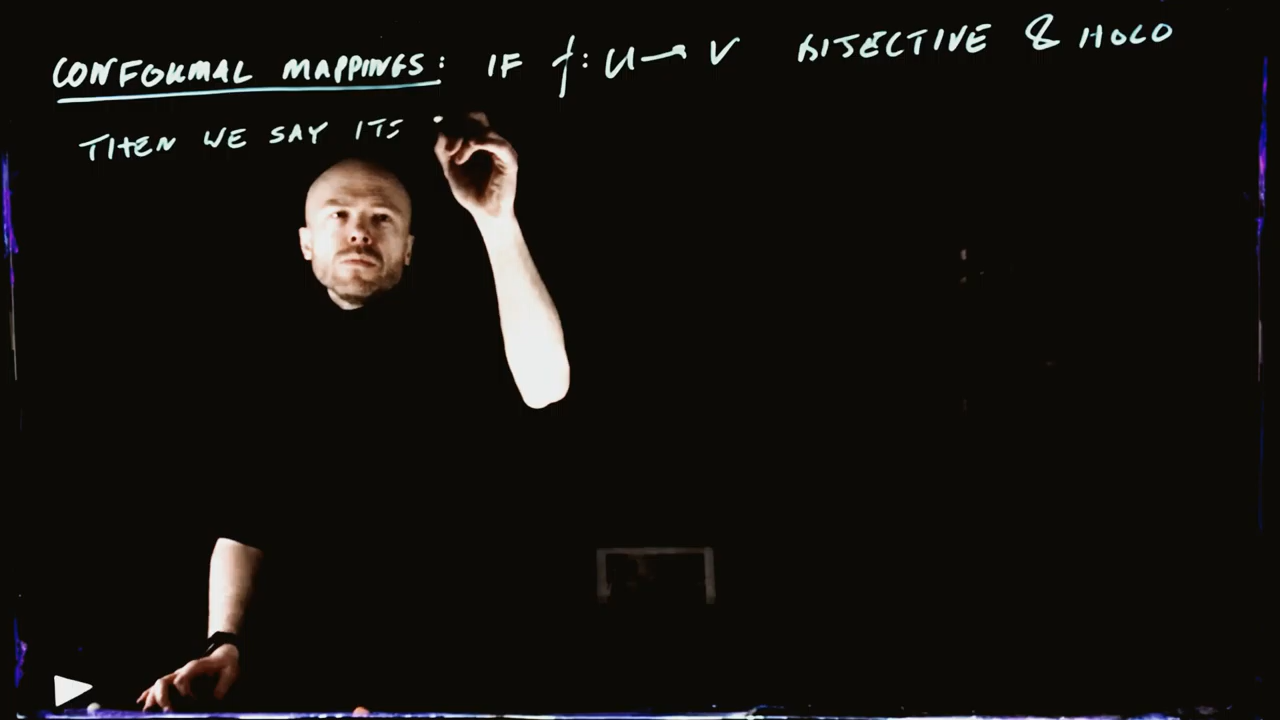 CONFORMAL MAPPINGS: IF f: U → V BIJECTIVE & HOLO
THEN WE SAY ITS